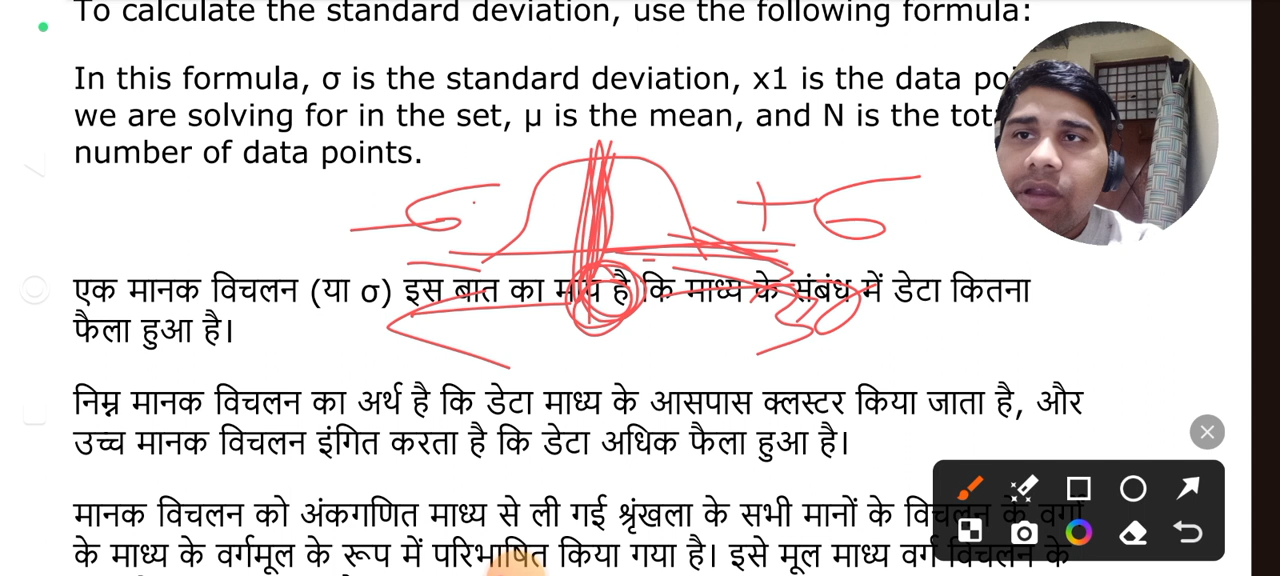 To calculate the standard deviation, use the following formula:
In this formula, σ is the standard deviation, x1 is the data
we are solving for in the set, μ is the mean, and N is the
number of data points.
−σ +σ
एक मानक विचलन (या σ) इस बात का माप है कि माध्य के संबंध में डेटा कितना
फैला हुआ है।
30
निम्न मानक विचलन का अर्थ है कि डेटा माध्य के आसपास क्लस्टर किया जाता है, और
उच्च मानक विचलन इंगित करता है कि डेटा अधिक फैला हुआ है।
मानक विचलन को अंकगणित माध्य से ली गई श्रृंखला के सभी मानों के विचलन के वर्गों
के माध्य के वर्गमूल के रूप में परिभाषित किया गया है। इसे मूल माध्य वर्ग विचलन के